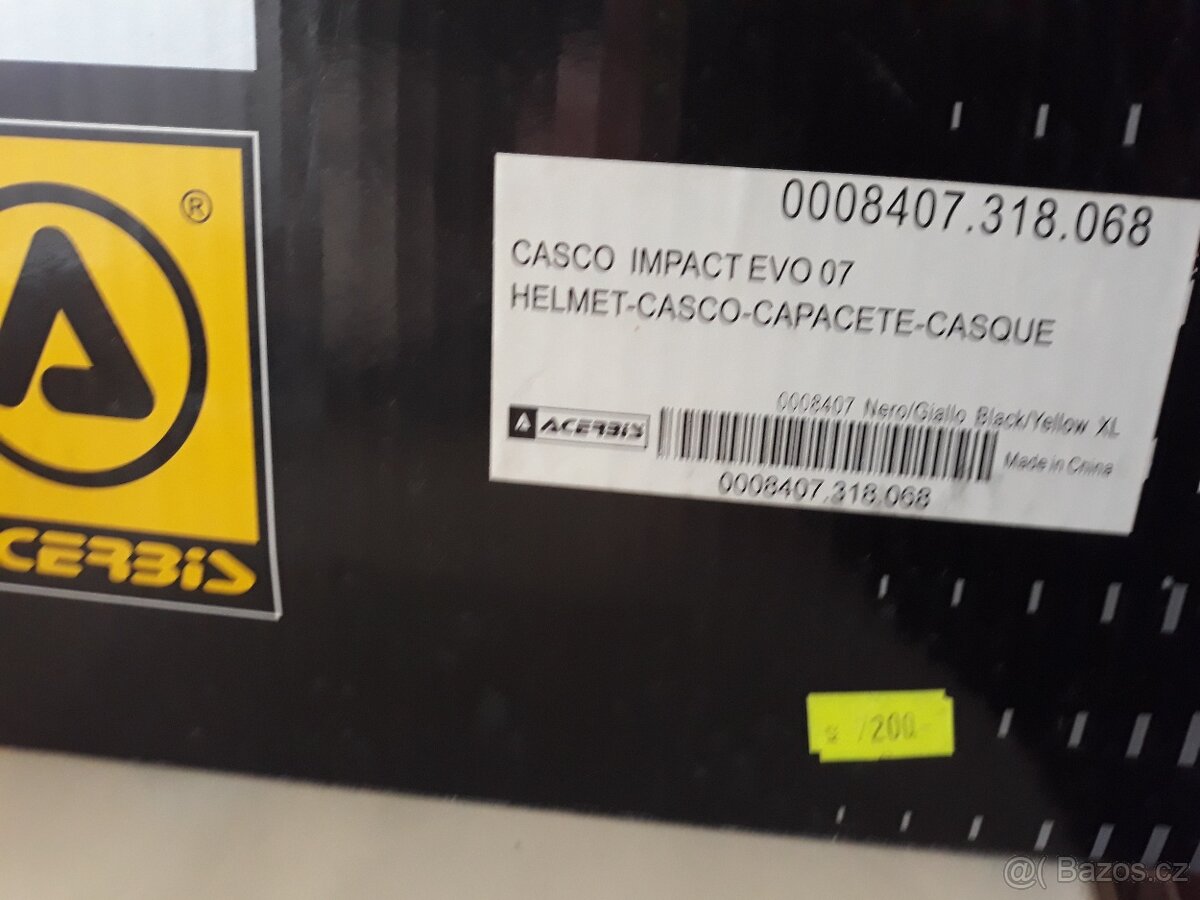 ®
ACERBIS
0008407.318.068
CASCO IMPACT EVO 07
HELMET-CASCO-CAPACETE-CASQUE
0008407 Nero/Giallo Black/Yellow XL
ACERBIS
Made in China
0008407.318.068
7200.-
@( Bazos.cz